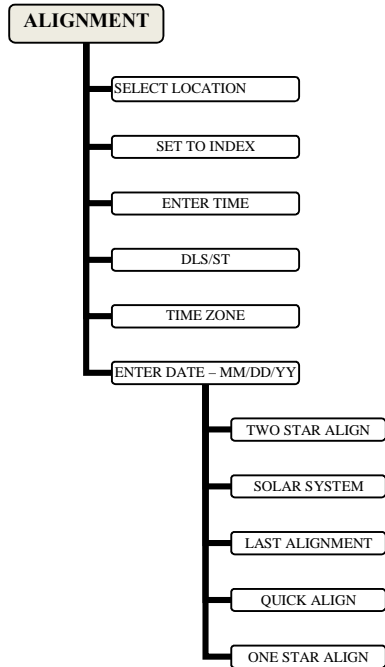 ALIGNMENT
SELECT LOCATION
SET TO INDEX
ENTER TIME
DLS/ST
TIME ZONE
ENTER DATE – MM/DD/YY
TWO STAR ALIGN
SOLAR SYSTEM
LAST ALIGNMENT
QUICK ALIGN
ONE STAR ALIGN